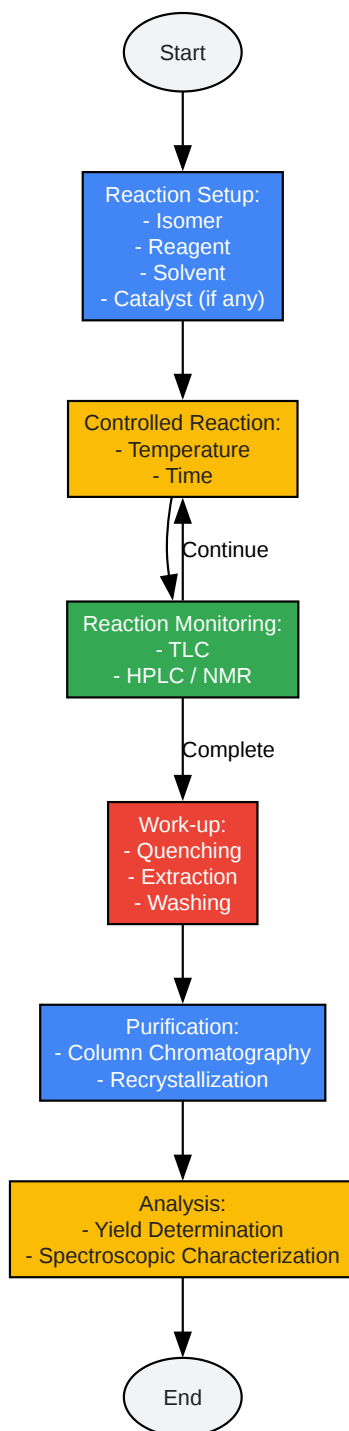 Start
Reaction Setup:
- Isomer
- Reagent
- Solvent
- Catalyst (if any)
Controlled Reaction:
- Temperature
- Time
Continue
Reaction Monitoring:
- TLC
- HPLC / NMR
Complete
Work-up:
- Quenching
- Extraction
- Washing
Purification:
- Column Chromatography
- Recrystallization
Analysis:
- Yield Determination
- Spectroscopic Characterization
End